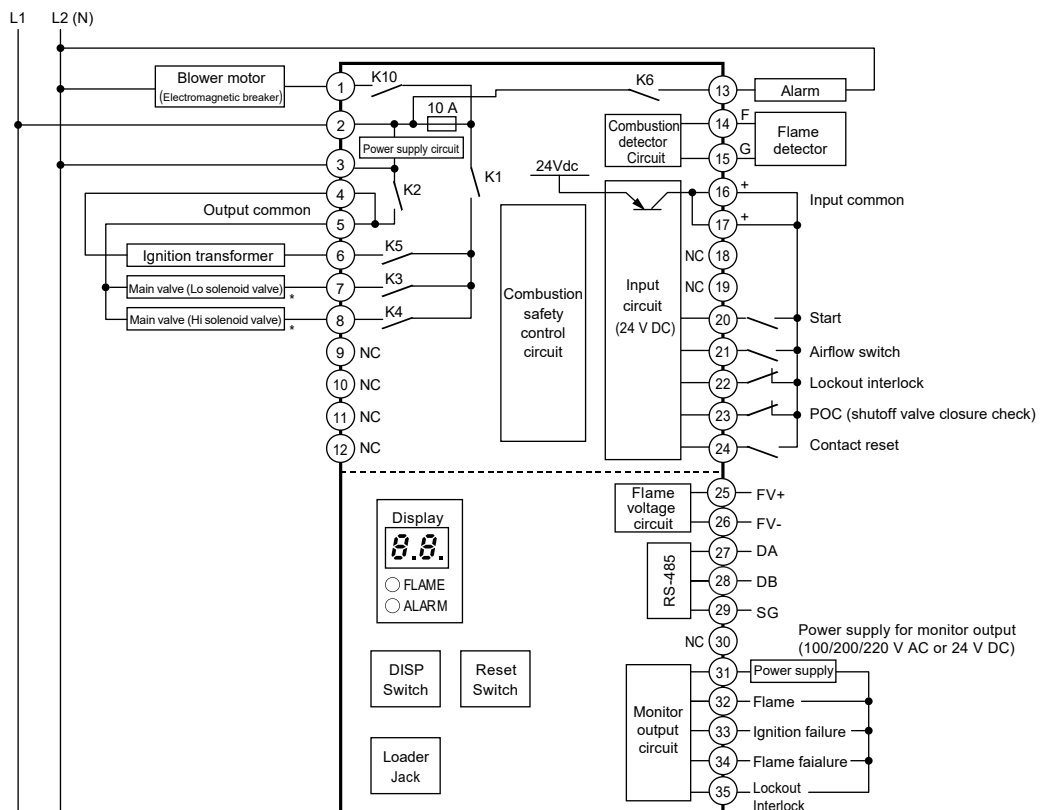 L1 L2 (N)
Blower motor
(Electromagnetic breaker)
1
K10
K6
13
Alarm
2
10 A
Combustion
detector
Circuit
14
F
15
G
Flame
detector
Power supply circuit
3
24Vdc
K1
K2
4
Output common
5
16
+
17
+
Input common
Ignition transformer
6
K5
NC 18
Main valve (Lo solenoid valve)
*
7
K3
NC 19
Main valve (Hi solenoid valve)
*
8
K4
Combustion
safety
control
circuit
Input
circuit
(24 V DC)
20
Start
21
Airflow switch
22
Lockout interlock
23
POC (shutoff valve closure check)
24
Contact reset
9 NC
10 NC
11 NC
12 NC
Display
8.8.
FLAME
ALARM
Flame
voltage
circuit
25 FV+
26 FV-
RS-485
27 DA
28 DB
29 SG
NC 30
Power supply for monitor output
(100/200/220 V AC or 24 V DC)
DISP
Switch
Reset
Switch
Loader
Jack
Monitor
output
circuit
31 Power supply
32 Flame
33 Ignition failure
34 Flame faialure
35 Lockout
Interlock